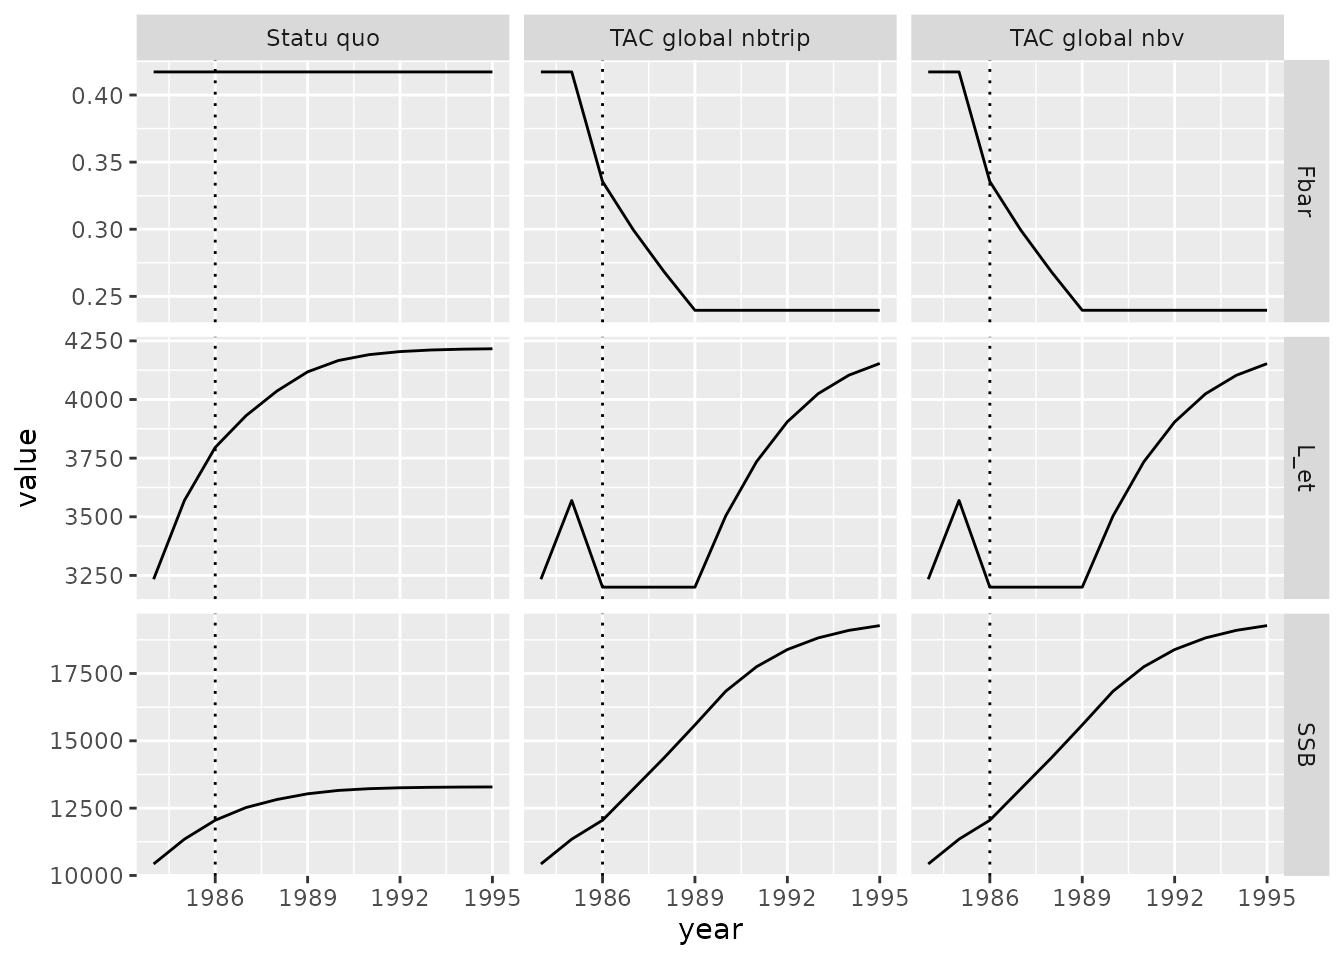 Statu quo
TAC global nbtrip
TAC global nbv
0.40
0.35
0.30
0.25
Fbar
4250
4000
3750
3500
3250
L_et
17500
15000
12500
10000
SSB
value
1986 1989 1992 1995
1986 1989 1992 1995
1986 1989 1992 1995
year